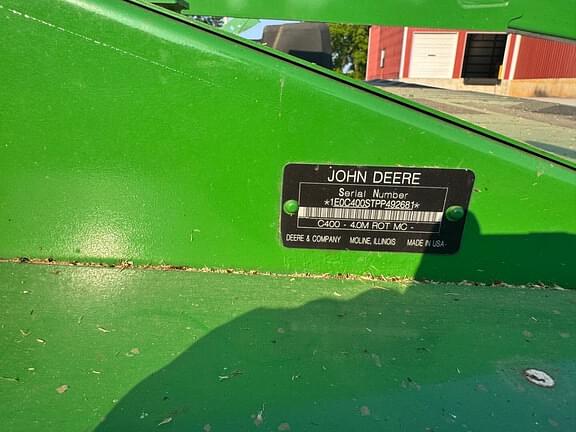 JOHN DEERE
Serial Number
*1E0C400STPP492681*
C400 - 4.0M ROT MC -
DEERE & COMPANY MOLINE, ILLINOIS MADE IN USA